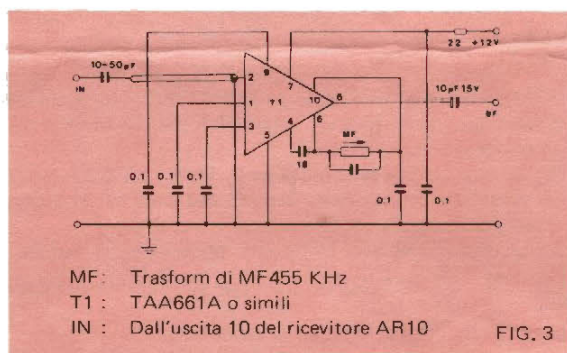 22 +12V
10-50pF
IN
2
9
7
10
8
1
T1
3
4
6
5
10µF 15V
BF
MF
18
0.1 0.1 0.1
0.1 0.1
MF: Trasform di MF455 KHz
T1: TAA661A o simili
IN: Dall'uscita 10 del ricevitore AR10
FIG. 3